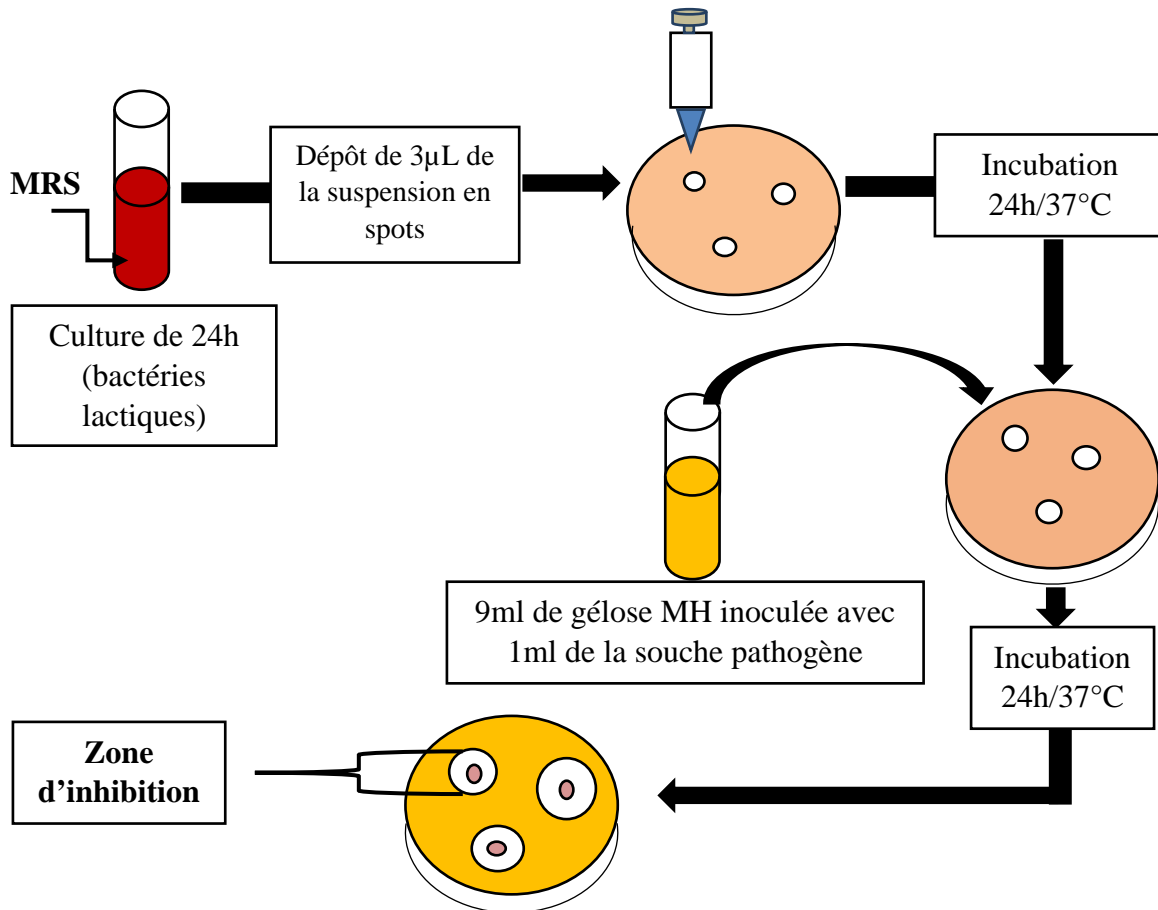 MRS
Culture de 24h
(bactéries
lactiques)
Dépôt de 3µL de
la suspension en
spots
Incubation
24h/37°C
9ml de gélose MH inoculée avec
1ml de la souche pathogène
Incubation
24h/37°C
Zone
d’inhibition